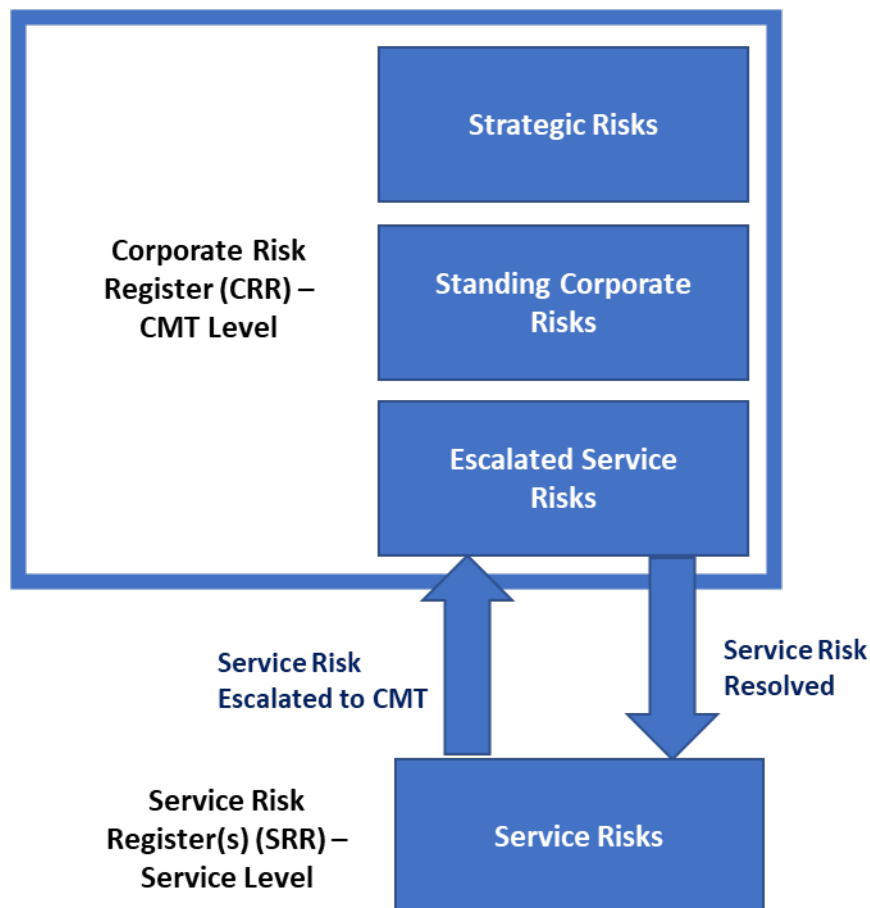 Strategic Risks
Corporate Risk
Register (CRR) –
CMT Level
Standing Corporate
Risks
Escalated Service
Risks
Service Risk
Escalated to CMT
Service Risk
Resolved
Service Risk
Register(s) (SRR) –
Service Level
Service Risks